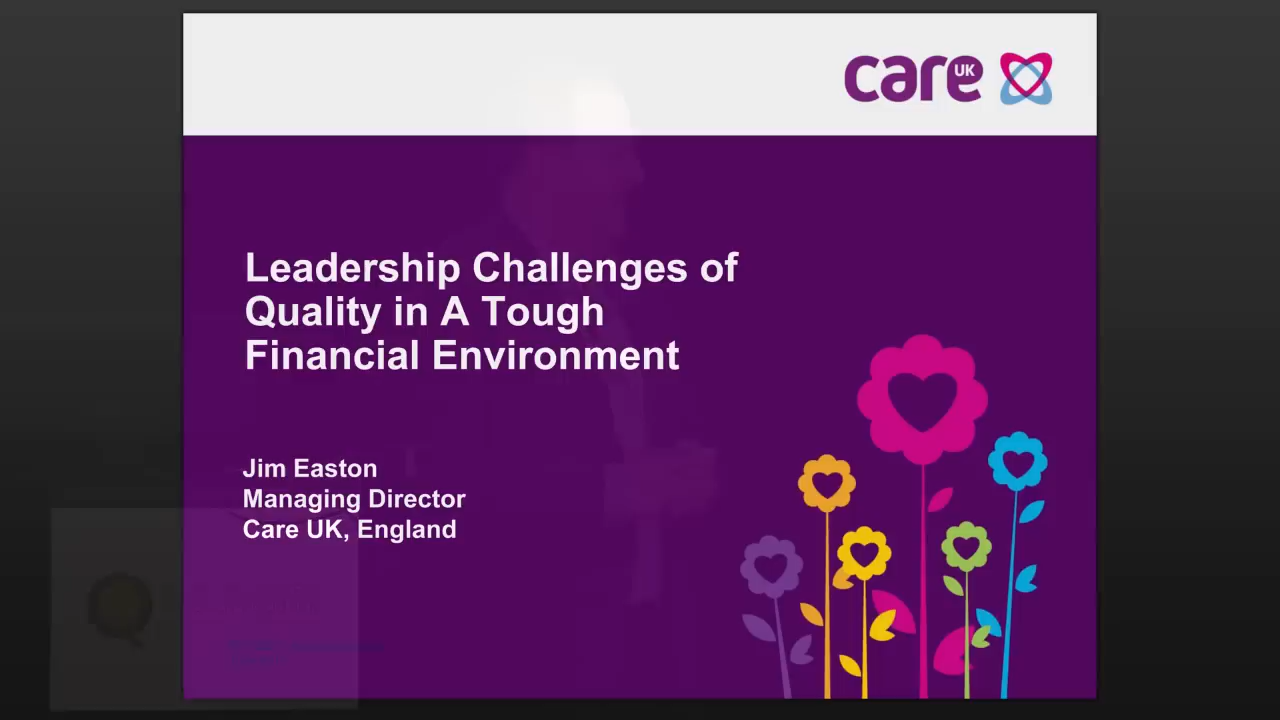 care UK
Leadership Challenges of
Quality in A Tough
Financial Environment
Jim Easton
Managing Director
Care UK, England